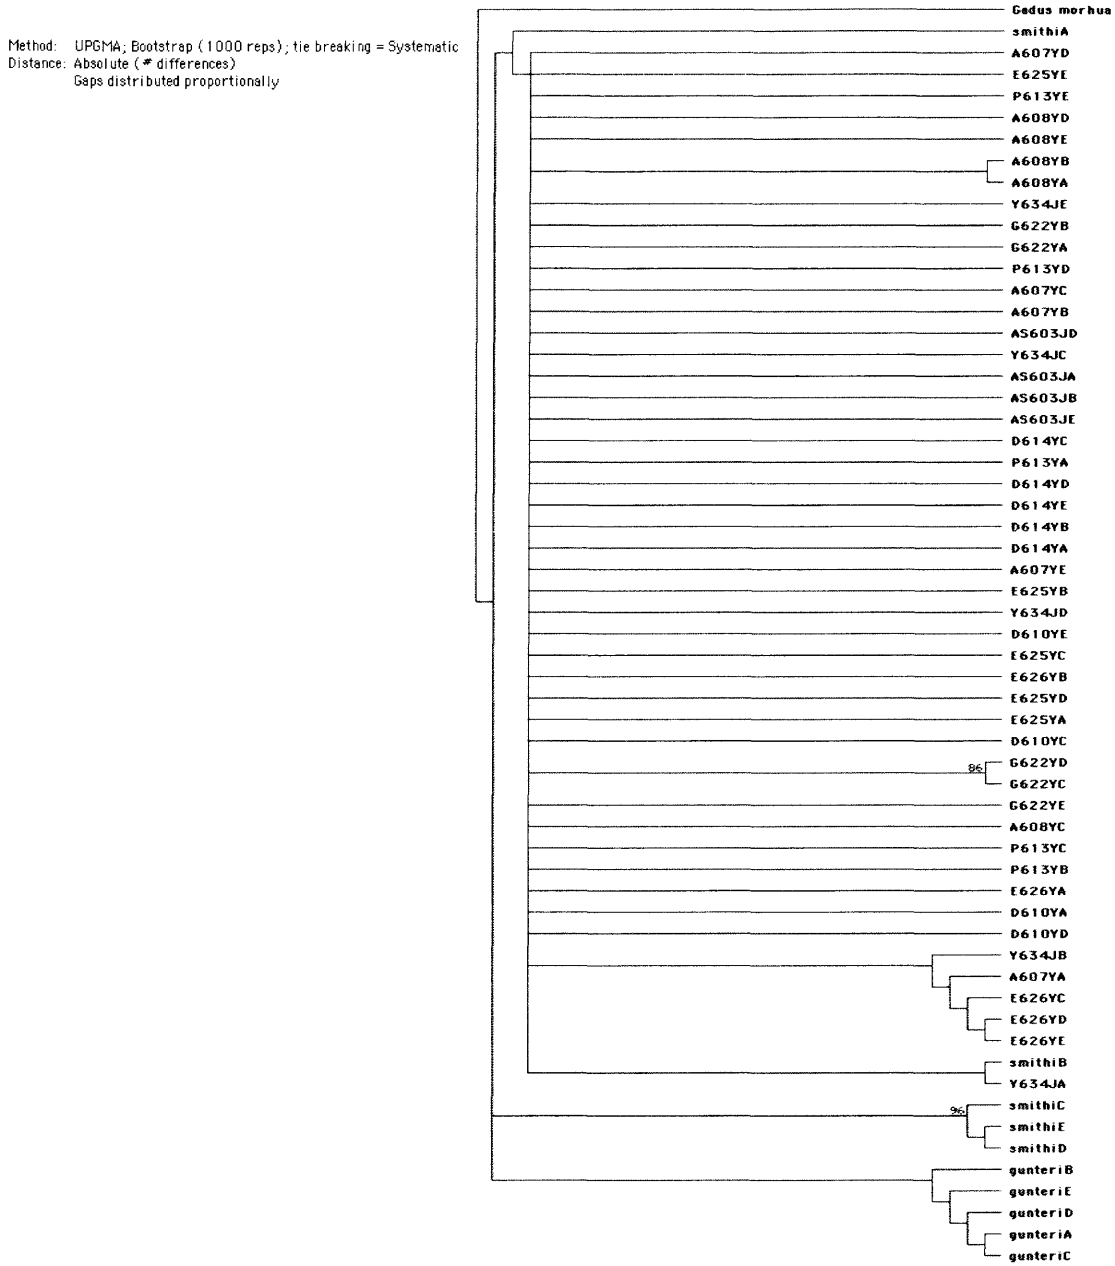 Gadus morhua
Method: UPGMA; Bootstrap (1000 reps); tie breaking = Systematic
Distance: Absolute (# differences)
Gaps distributed proportionally
smithiA
A607YD
E625YE
P613YE
A608YD
A608YE
A608YB
A608YA
Y634JE
G622YB
G622YA
P613YD
A607YC
A607YB
AS603JD
Y634JC
AS603JA
AS603JB
AS603JE
D614YC
P613YA
D614YD
D614YE
D614YB
D614YA
A607YE
E625YB
Y634JD
D610YE
E625YC
E626YB
E625YD
E625YA
D610YC
86
G622YD
G622YC
G622YE
A608YC
P613YC
P613YB
E626YA
D610YA
D610YD
Y634JB
A607YA
E626YC
E626YD
E626YE
smithiB
Y634JA
96
smithiC
smithiE
smithiD
gunteriB
gunteriE
gunteriD
gunteriA
gunteriC